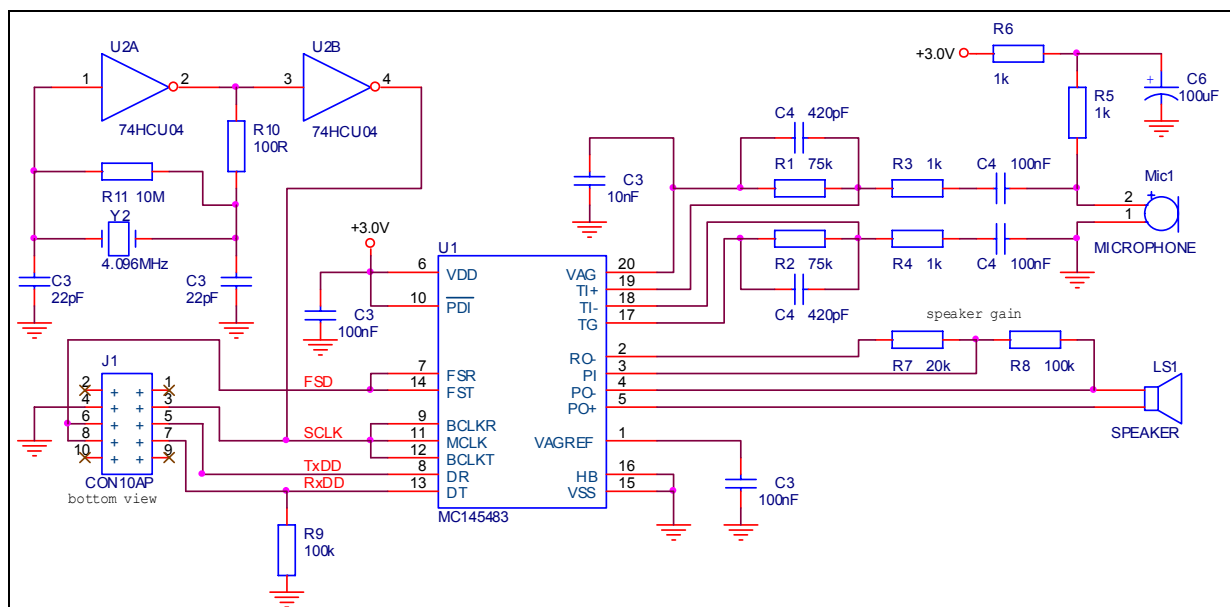 U2A
1
2
74HCU04
U2B
3
4
74HCU04
R10
100R
R11 10M
Y2
4.096MHz
C3
22pF
C3
22pF
+3.0V
C3
100nF
J1
2
1
4
3
6
5
8
7
10
9
CON10AP
bottom view
FSD
SCLK
TxDD
RxDD
R9
100k
U1
6
VDD
10
PDI
7
FSR
14
FST
9
BCLKR
11
MCLK
12
BCLKT
8
DR
13
DT
VAG
20
TI+
19
TI-
18
TG
17
RO-
2
PI
3
PO-
4
PO+
5
VAGREF
1
HB
16
VSS
15
MC145483
C3
10nF
C4 420pF
R1 75k
R3 1k
C4 100nF
R2 75k
C4 420pF
R4 1k
C4 100nF
+3.0V
R6
1k
R5
1k
+
C6
100uF
Mic1
2
1
+
MICROPHONE
speaker gain
R7 20k
R8 100k
LS1
SPEAKER
C3
100nF